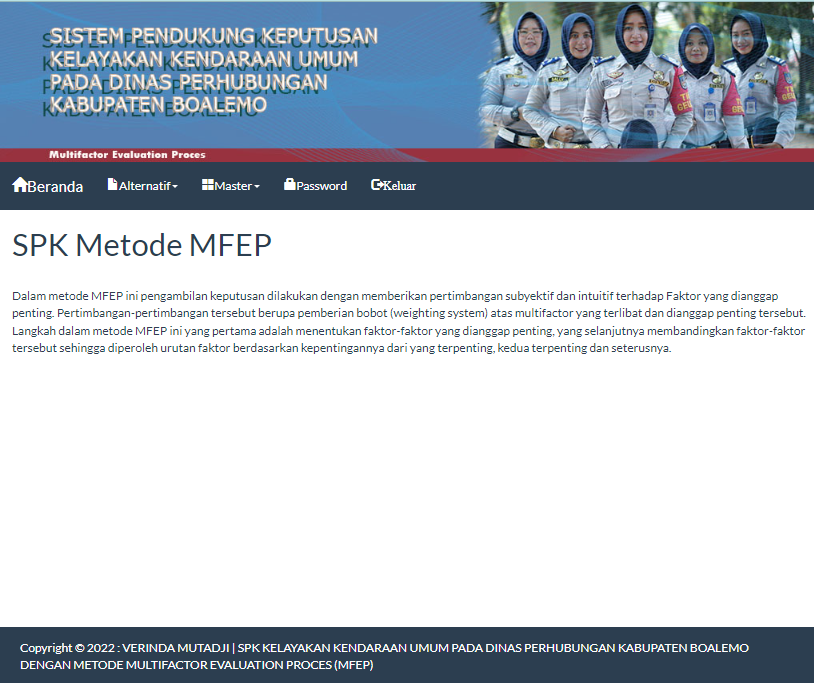 SISTEM PENDUKUNG KEPUTUSAN
KELAYAKAN KENDARAAN UMUM
PADA DINAS PERHUBUNGAN
KABUPATEN BOALEMO
Multifactor Evaluation Proces
Beranda Alternatif Master Password Keluar
SPK Metode MFEP
Dalam metode MFEP ini pengambilan keputusan dilakukan dengan memberikan pertimbangan subyektif dan intuitif terhadap Faktor yang dianggap
penting. Pertimbangan-pertimbangan tersebut berupa pemberian bobot (weighting system) atas multifactor yang terlibat dan dianggap penting tersebut.
Langkah dalam metode MFEP ini yang pertama adalah menentukan faktor-faktor yang dianggap penting, yang selanjutnya membandingkan faktor-faktor
tersebut sehingga diperoleh urutan faktor berdasarkan kepentingannya dari yang terpenting, kedua terpenting dan seterusnya.
Copyright © 2022 : VERINDA MUTADJI | SPK KELAYAKAN KENDARAAN UMUM PADA DINAS PERHUBUNGAN KABUPATEN BOALEMO
DENGAN METODE MULTIFACTOR EVALUATION PROCES (MFEP)